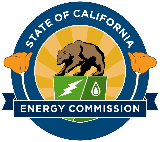 STATE OF CALIFORNIA
ENERGY COMMISSION